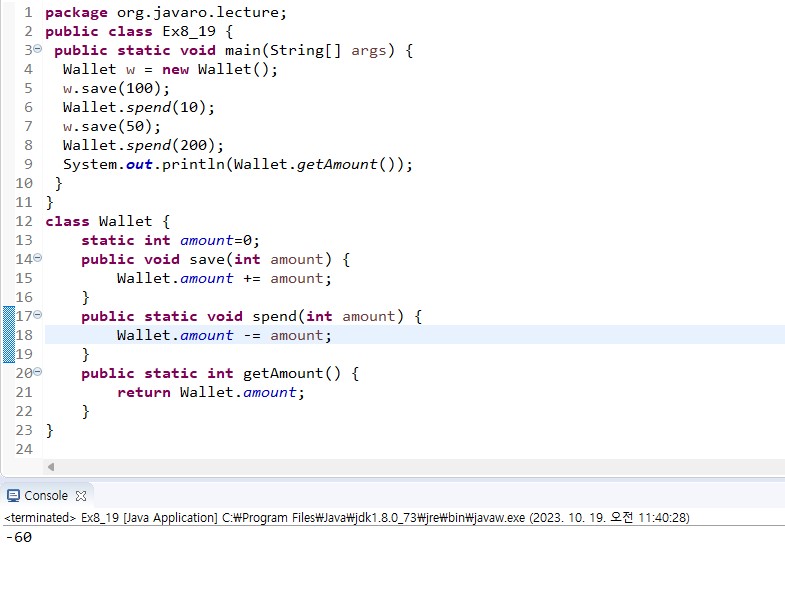 1 package org.javaro.lecture;
2 public class Ex8_19 {
3 public static void main(String[] args) {
4 Wallet w = new Wallet();
5 w.save(100);
6 Wallet.spend(10);
7 w.save(50);
8 Wallet.spend(200);
9 System.out.println(Wallet.getAmount());
10 }
11 }
12 class Wallet {
13 static int amount=0;
14 public void save(int amount) {
15 Wallet.amount += amount;
16 }
17 public static void spend(int amount) {
18 Wallet.amount -= amount;
19 }
20 public static int getAmount() {
21 return Wallet.amount;
22 }
23 }
24
Console
<terminated> Ex8_19 [Java Application] C:₩Program Files₩Java₩jdk1.8.0_73₩jre₩bin₩javaw.exe (2023. 10. 19. 오전 11:40:28)
-60